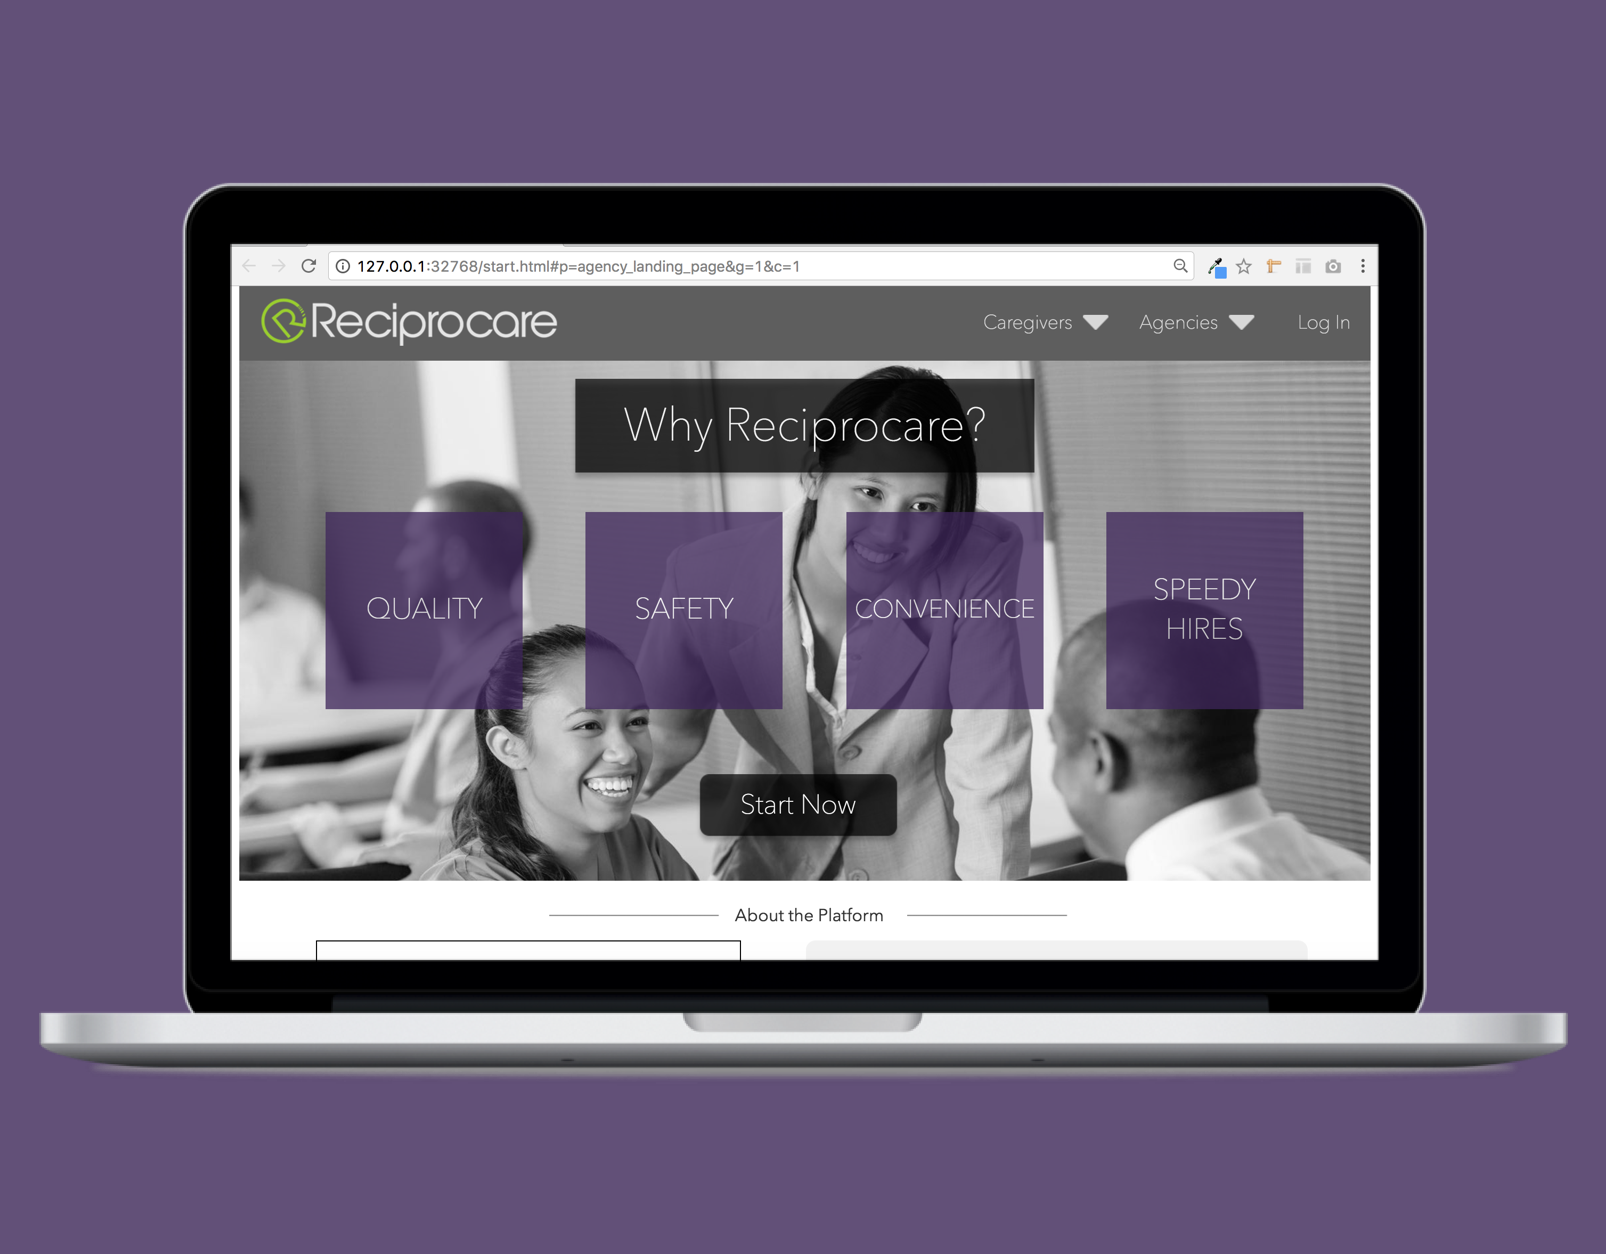 127.0.0.1:32768/start.html#p=agency_landing_page&g=1&c=1
Reciprocare
Caregivers
Agencies
Log In
Why Reciprocare?
QUALITY
SAFETY
CONVENIENCE
SPEEDY
HIRES
Start Now
About the Platform